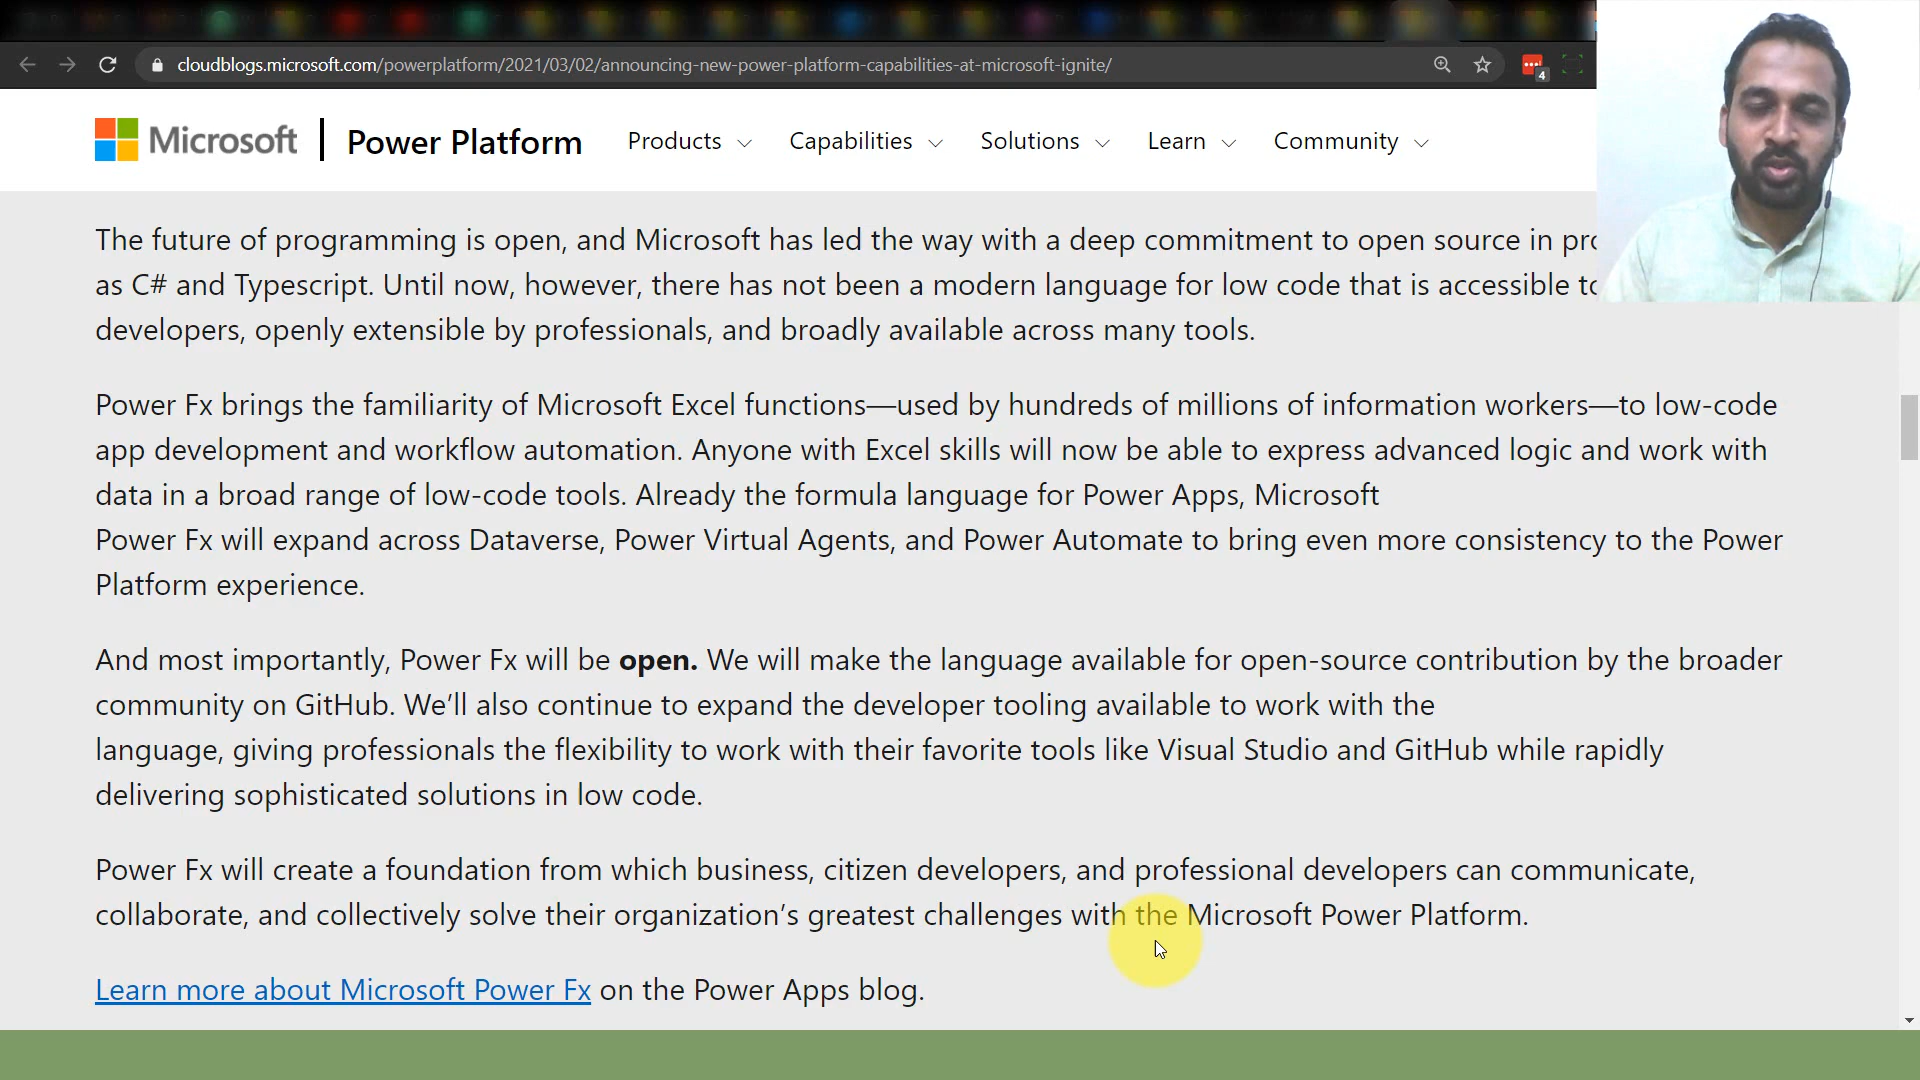 cloudblogs.microsoft.com/powerplatform/2021/03/02/announcing-new-power-platform-capabilities-at-microsoft-ignite/
4
Microsoft | Power Platform Products Capabilities Solutions Learn Community
The future of programming is open, and Microsoft has led the way with a deep commitment to open source in
as C# and Typescript. Until now, however, there has not been a modern language for low code that is accessible
developers, openly extensible by professionals, and broadly available across many tools.
Power Fx brings the familiarity of Microsoft Excel functions—used by hundreds of millions of information workers—to low-code
app development and workflow automation. Anyone with Excel skills will now be able to express advanced logic and work with
data in a broad range of low-code tools. Already the formula language for Power Apps, Microsoft
Power Fx will expand across Dataverse, Power Virtual Agents, and Power Automate to bring even more consistency to the Power
Platform experience.
And most importantly, Power Fx will be open. We will make the language available for open-source contribution by the broader
community on GitHub. We’ll also continue to expand the developer tooling available to work with the
language, giving professionals the flexibility to work with their favorite tools like Visual Studio and GitHub while rapidly
delivering sophisticated solutions in low code.
Power Fx will create a foundation from which business, citizen developers, and professional developers can communicate,
collaborate, and collectively solve their organization’s greatest challenges with the Microsoft Power Platform.
Learn more about Microsoft Power Fx on the Power Apps blog.